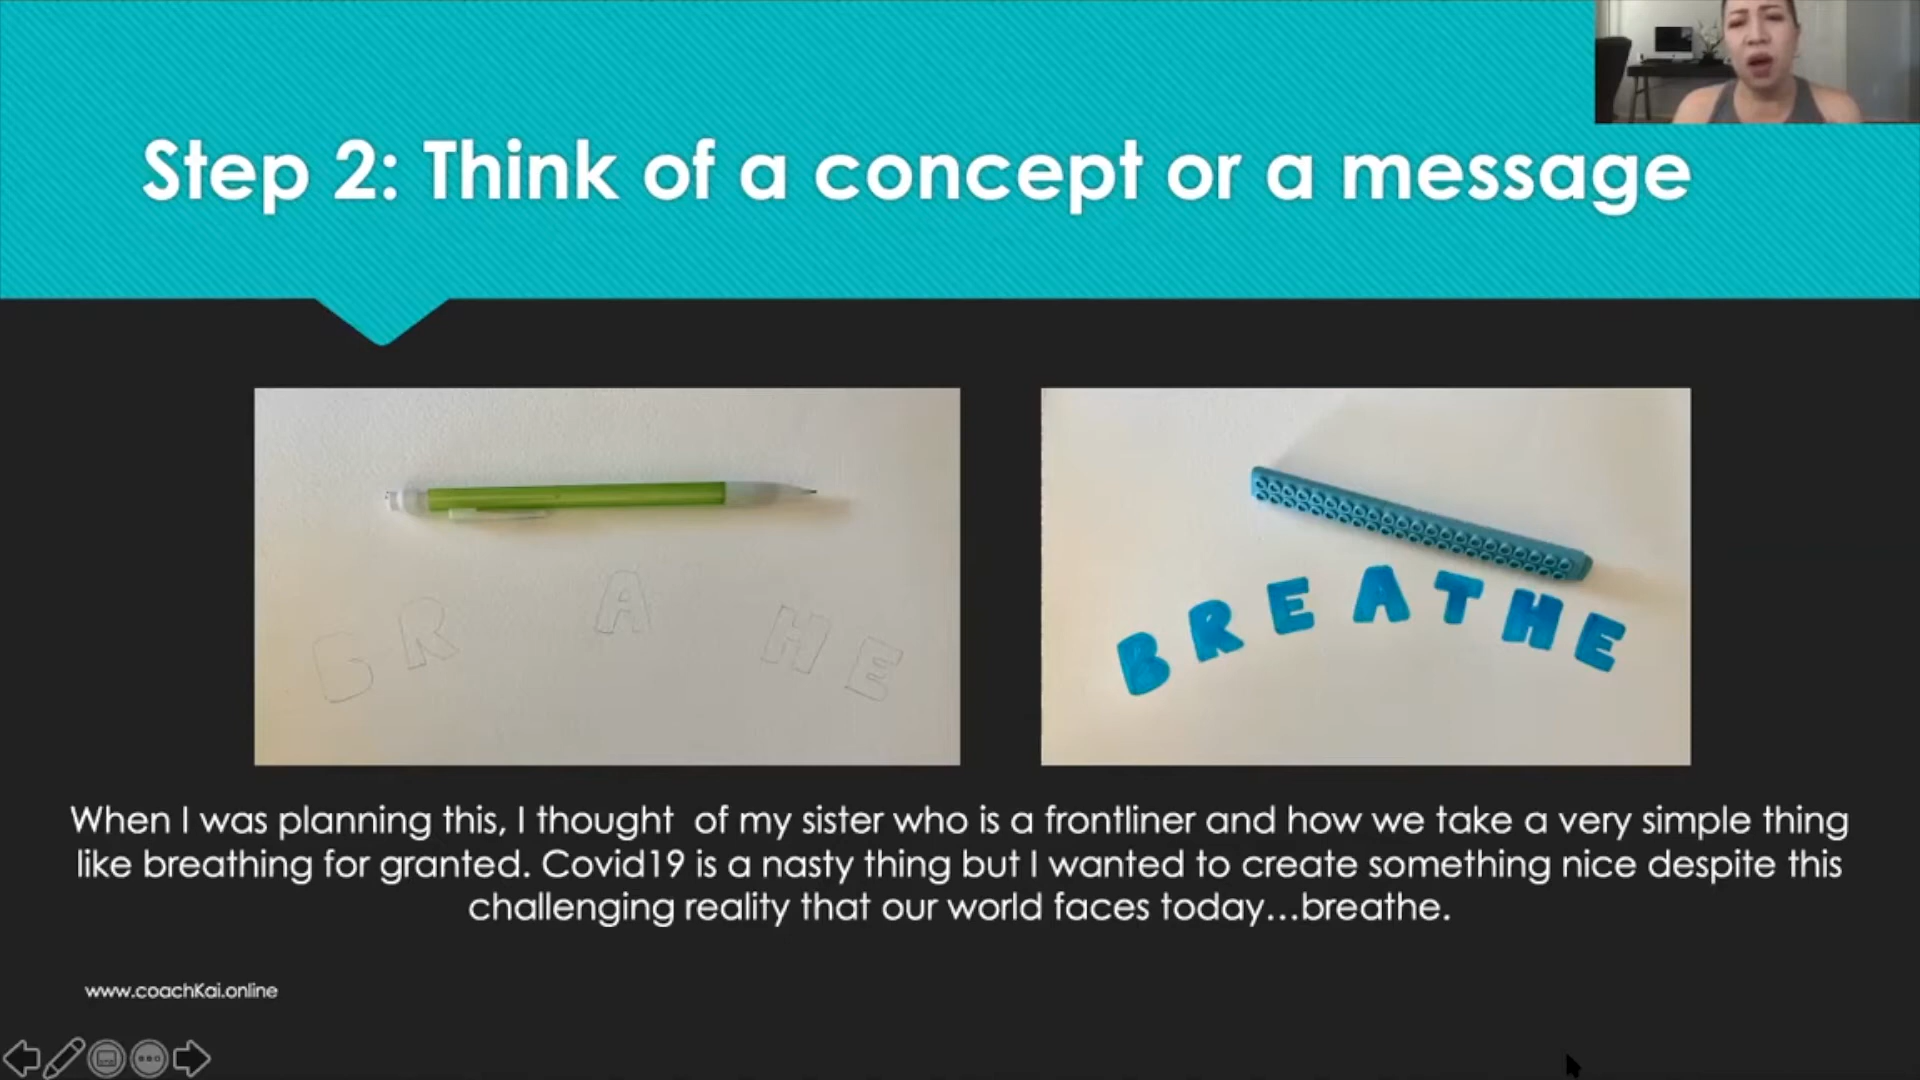 Step 2: Think of a concept or a message
B R A H E
B R E A T H E
When I was planning this, I thought of my sister who is a frontliner and how we take a very simple thing
like breathing for granted. Covid19 is a nasty thing but I wanted to create something nice despite this
challenging reality that our world faces today...breathe.
www.coachKai.online